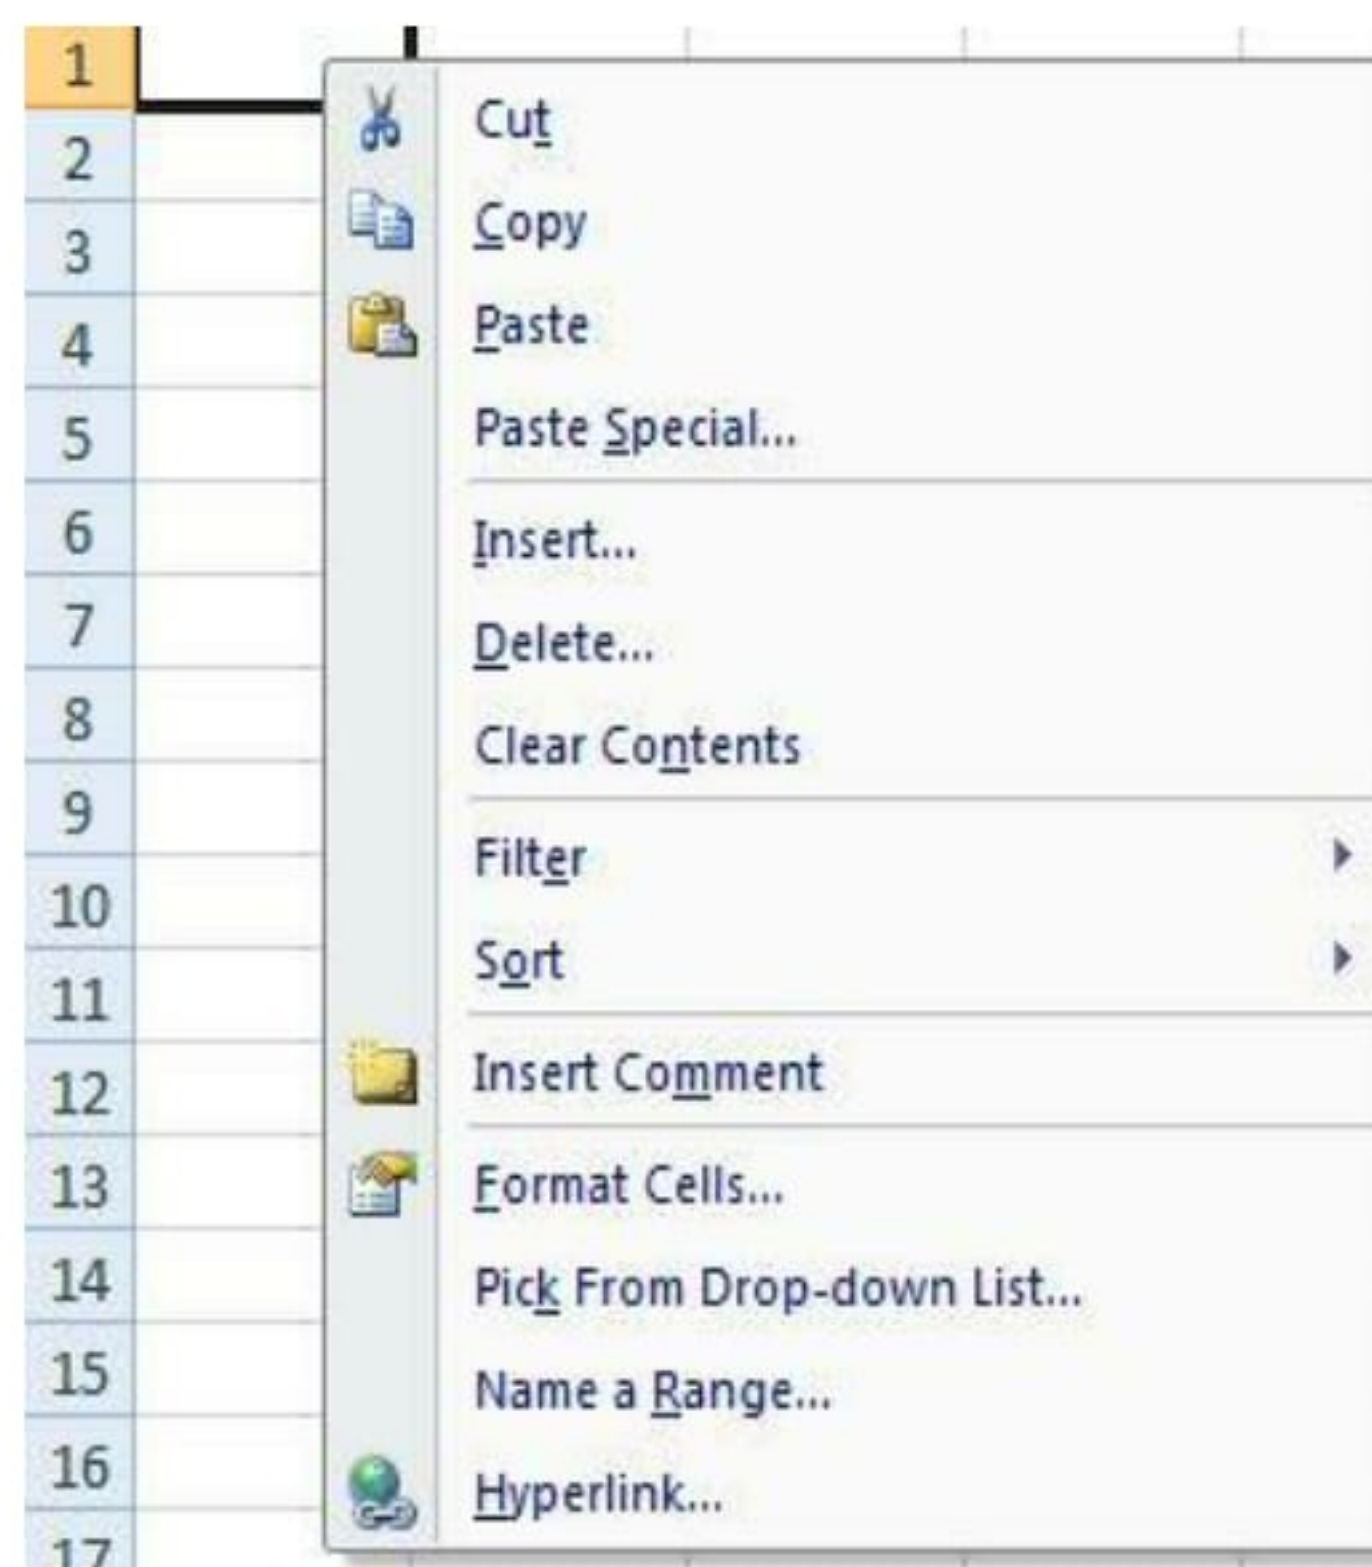 1
2
3
4
5
6
7
8
9
10
11
12
13
14
15
16
17
Cut
Copy
Paste
Paste Special...
Insert...
Delete...
Clear Contents
Filter
Sort
Insert Comment
Format Cells...
Pick From Drop-down List...
Name a Range...
Hyperlink...